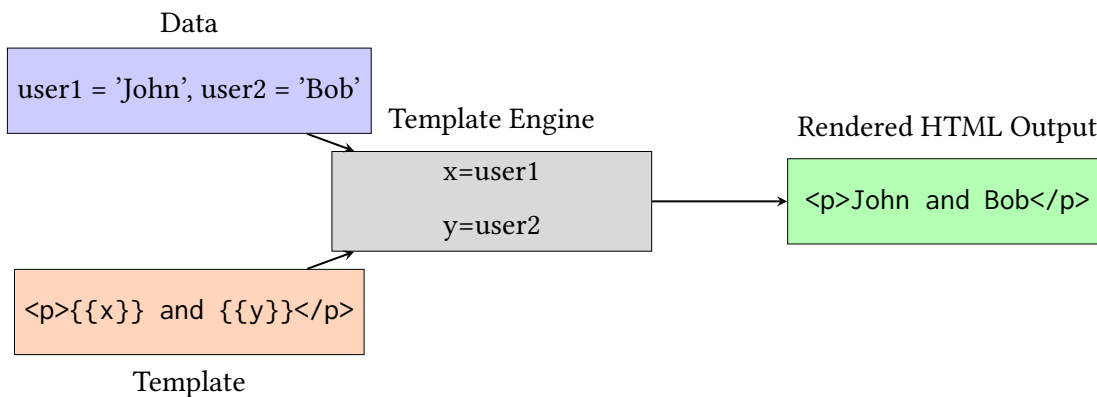 Data
user1 = ’John’, user2 = ’Bob’
Template Engine
x=user1
y=user2
Rendered HTML Output
<p>John and Bob</p>
<p>{{x}} and {{y}}</p>
Template